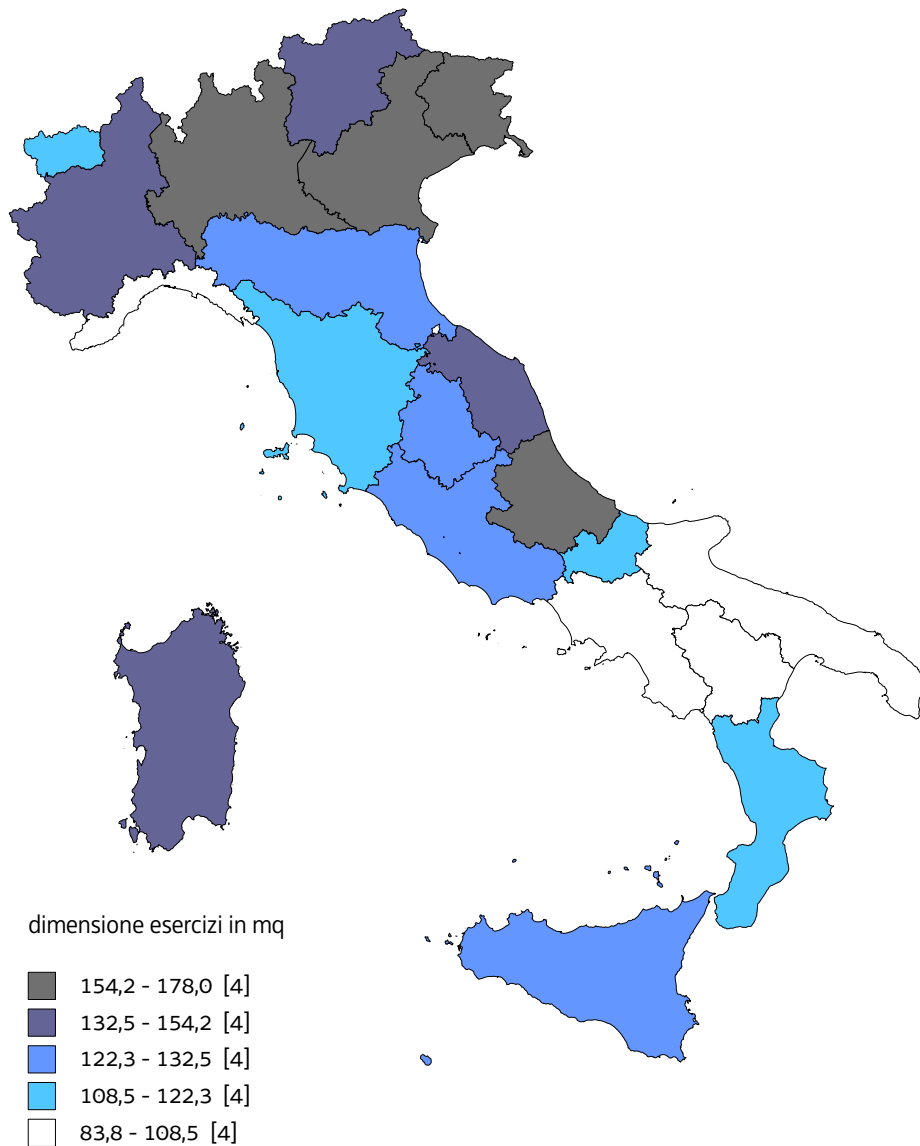 dimensione esercizi in mq
154,2 - 178,0 [4]
132,5 - 154,2 [4]
122,3 - 132,5 [4]
108,5 - 122,3 [4]
83,8 - 108,5 [4]